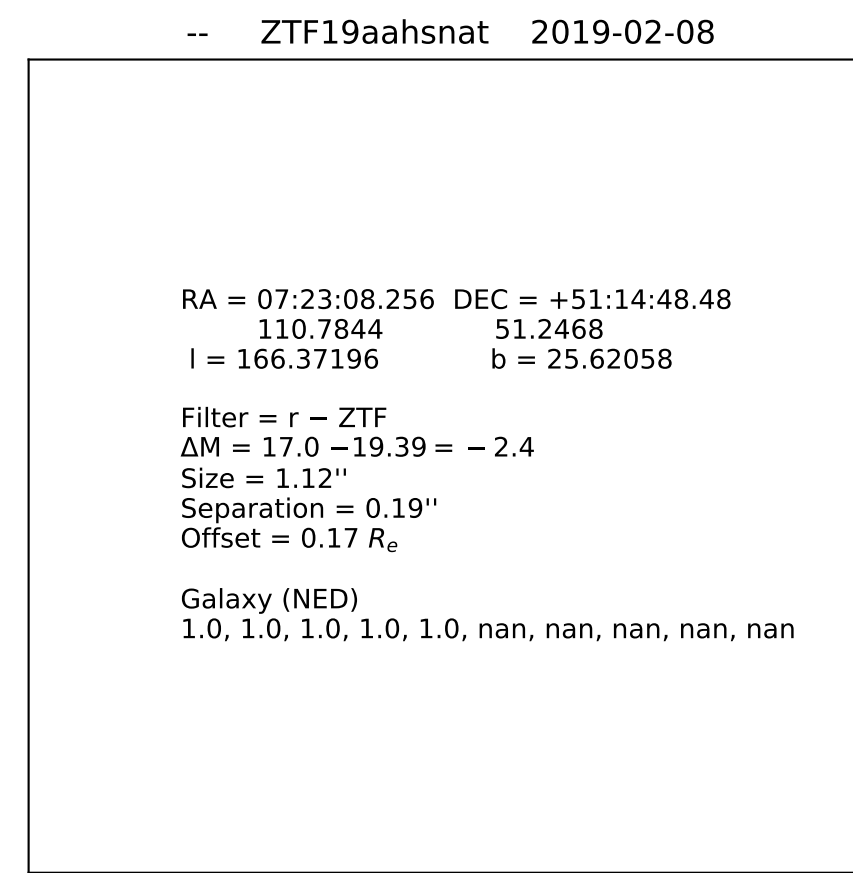 -- ZTF19aahsnat 2019-02-08
RA = 07:23:08.256 DEC = +51:14:48.48
110.7844 51.2468
l = 166.37196 b = 25.62058
Filter = r − ZTF
ΔM = 17.0 −19.39 = − 2.4
Size = 1.12''
Separation = 0.19''
Offset = 0.17 Re
Galaxy (NED)
1.0, 1.0, 1.0, 1.0, 1.0, nan, nan, nan, nan, nan